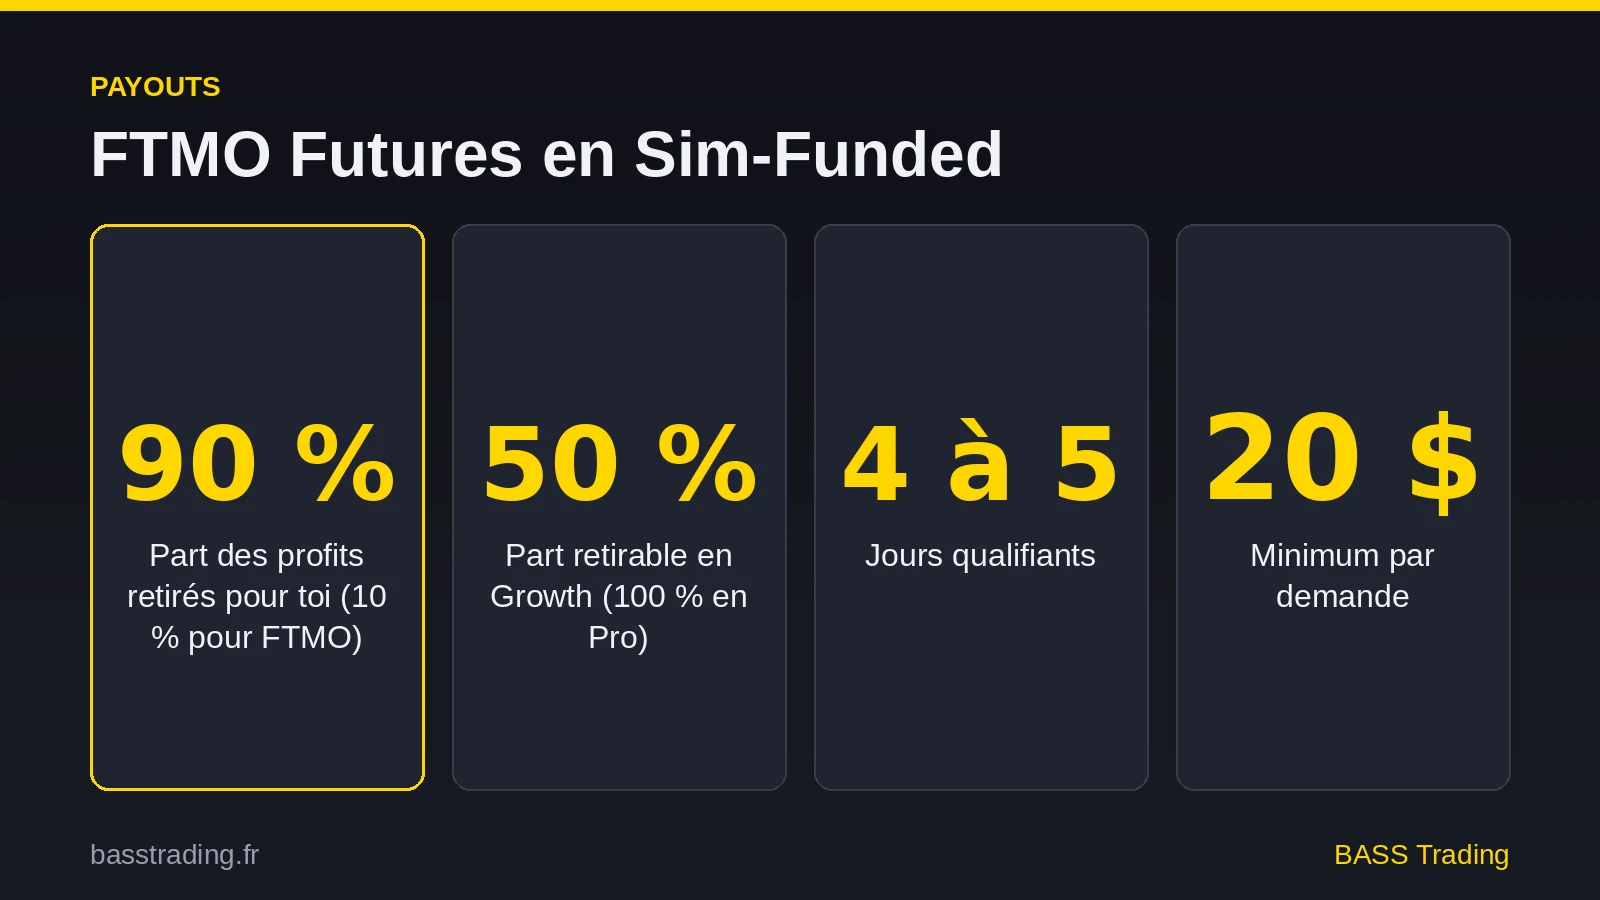 PAYOUTS
FTMO Futures en Sim-Funded
90 %
Part des profits
retirés pour toi (10
% pour FTMO)
50 %
Part retirable en
Growth (100 % en
Pro)
4 à 5
Jours qualifiants
20 $
Minimum par
demande
basstrading.fr
BASS Trading